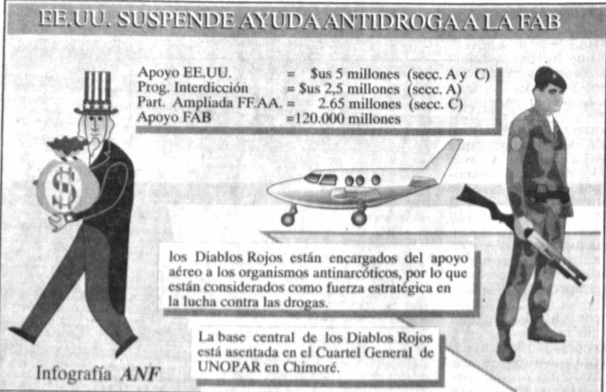 EE.UU. SUSPENDE AYUDA ANTIDROGA A LA FAB
Apoyo EE.UU. = $us 5 millones (secc. A y C)
Prog. Interdicción = $us 2,5 millones (secc. A)
Part. Ampliada FF.AA. = 2.65 millones (secc. C)
Apoyo FAB =120.000 millones
$
los Diablos Rojos están encargados del apoyo
aéreo a los organismos antinarcóticos, por lo que
están considerados como fuerza estratégica en
la lucha contra las drogas.
La base central de los Diablos Rojos
está asentada en el Cuartel General de
UNOPAR en Chimoré.
Infografía ANF